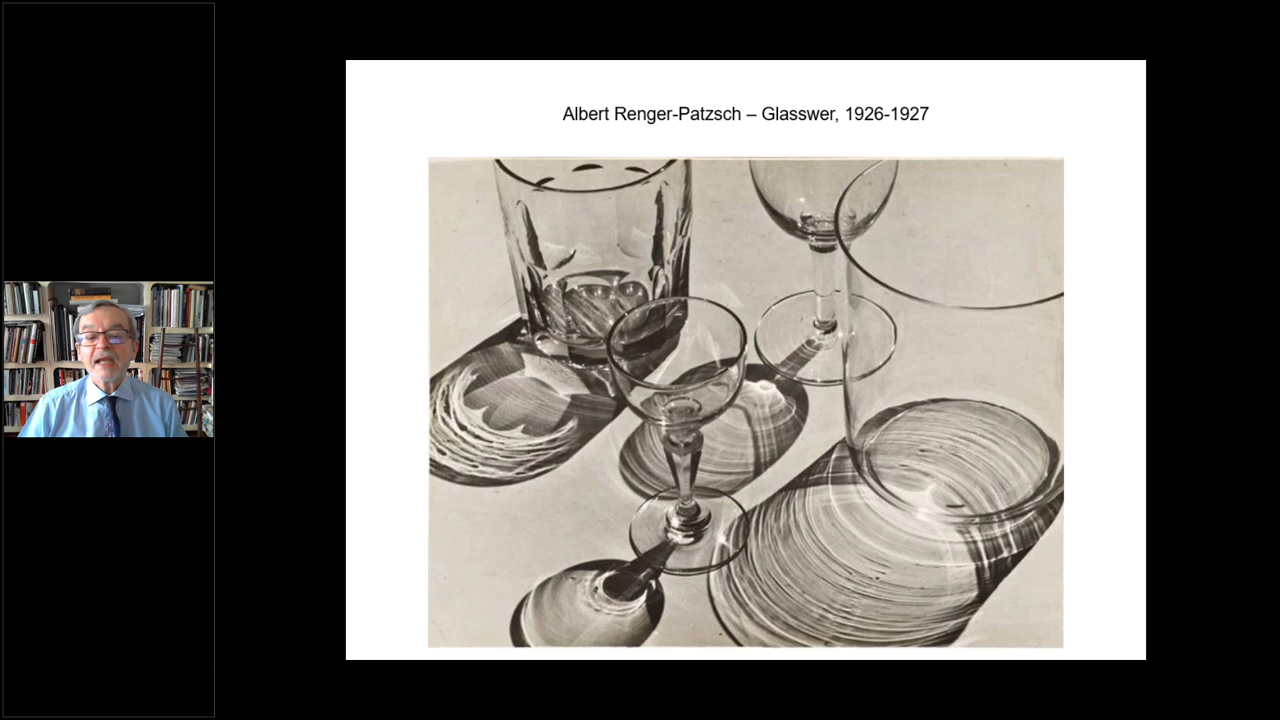 Albert Renger-Patzsch – Glasswer, 1926-1927